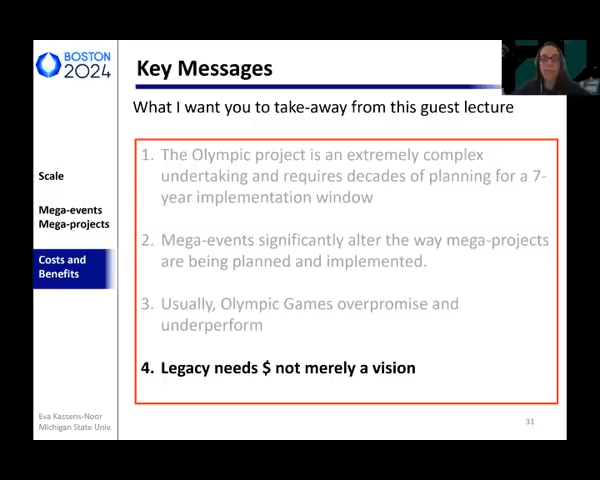 BOSTON
2024
Key Messages
What I want you to take-away from this guest lecture
Scale
Mega-events
Mega-projects
Costs and
Benefits
1. The Olympic project is an extremely complex
undertaking and requires decades of planning for a 7-
year implementation window
2. Mega-events significantly alter the way mega-projects
are being planned and implemented.
3. Usually, Olympic Games overpromise and
underperform
4. Legacy needs $ not merely a vision
Eva Kassens-Noor
Michigan State Univ.
31